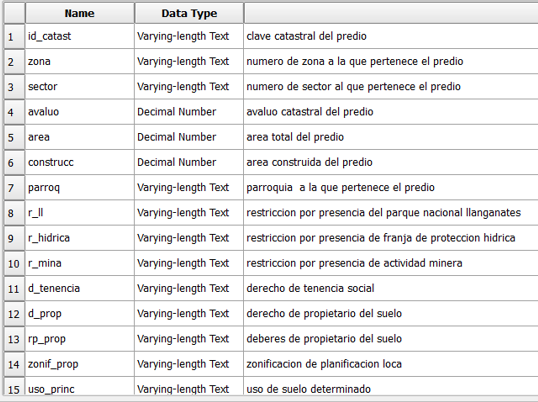 Name Data Type
1 id_catast Varying-length Text clave catastral del predio
2 zona Varying-length Text numero de zona a la que pertenece el predio
3 sector Varying-length Text numero de sector al que pertenece el predio
4 avaluo Decimal Number avaluo catastral del predio
5 area Decimal Number area total del predio
6 construcc Decimal Number area construida del predio
7 parroq Varying-length Text parroquia a la que pertenece el predio
8 r_ll Varying-length Text restriccion por presencia del parque nacional llanganates
9 r_hidrica Varying-length Text restriccion por presencia de franja de proteccion hidrica
10 r_mina Varying-length Text restriccion por presencia de actividad minera
11 d_tenencia Varying-length Text derecho de tenencia social
12 d_prop Varying-length Text derecho de propietario del suelo
13 rp_prop Varying-length Text deberes de propietario del suelo
14 zonif_prop Varying-length Text zonificacion de planificacion loca
15 uso_princ Varying-length Text uso de suelo determinado